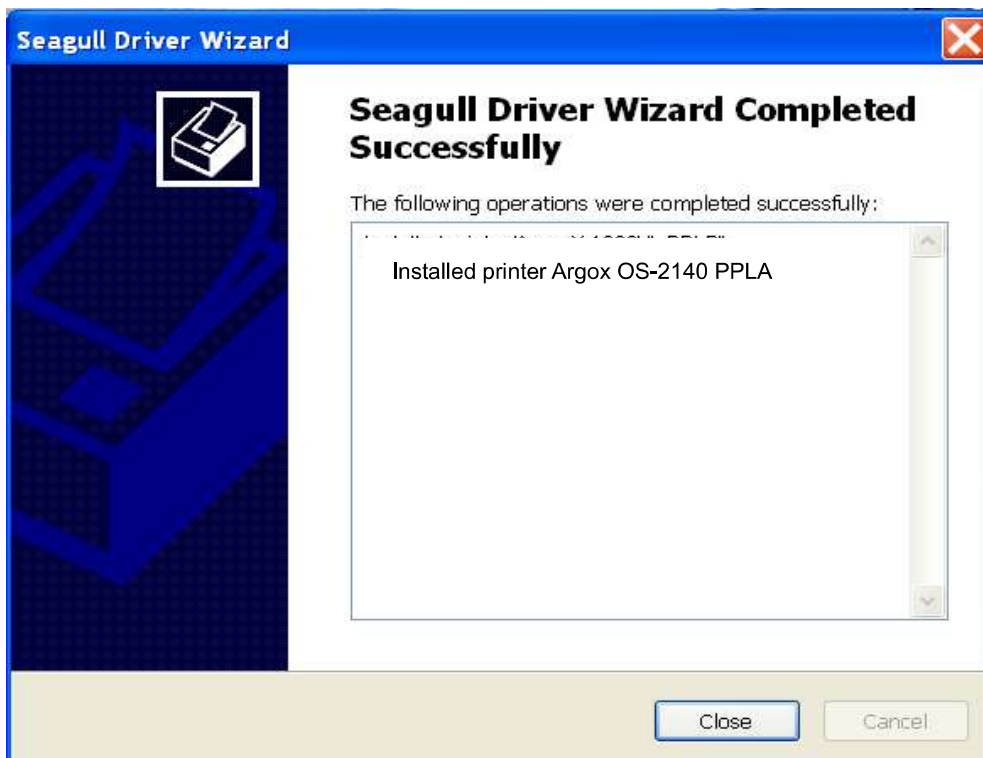 Seagull Driver Wizard
Seagull Driver Wizard Completed
Successfully
The following operations were completed successfully:
Installed printer Argox OS-2140 PPLA
Close
Cancel